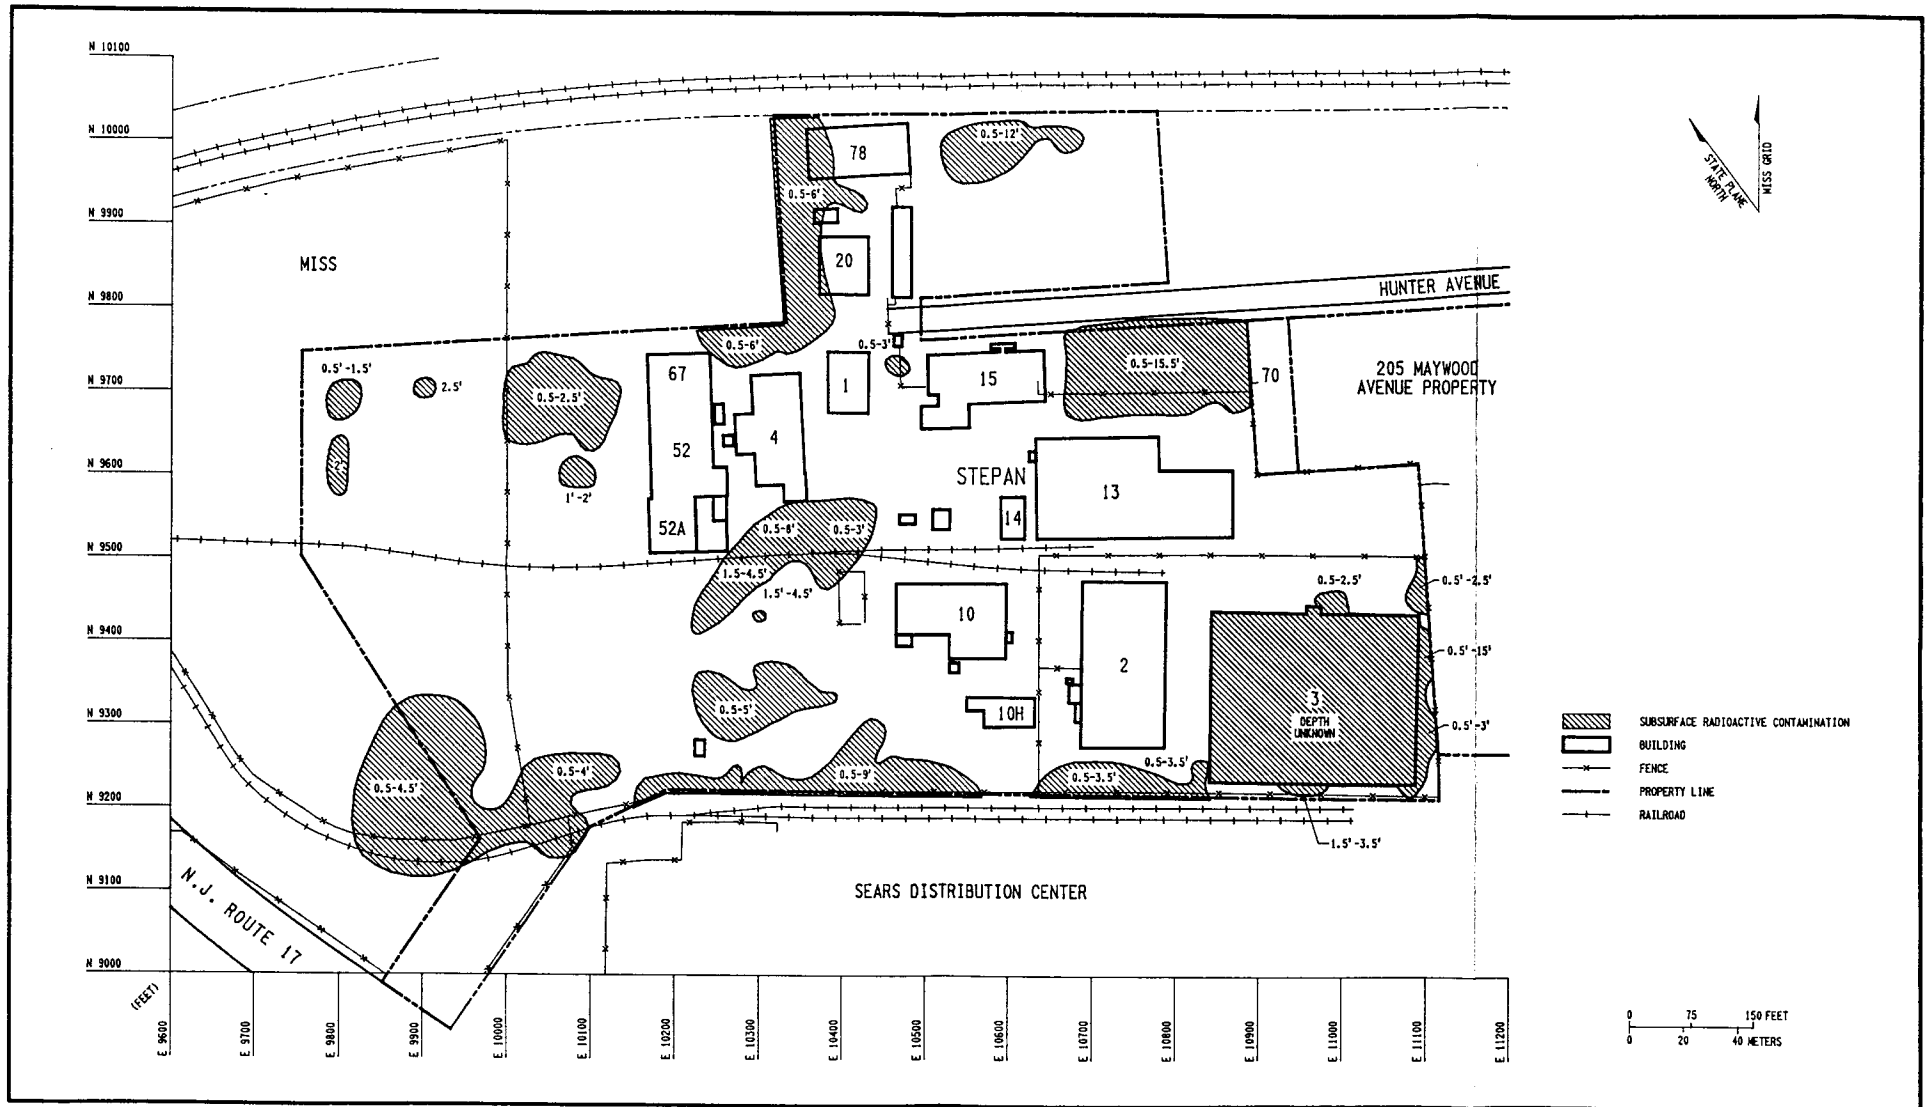 N 10100
N 10000
N 9900
N 9800
N 9700
N 9600
N 9500
N 9400
N 9300
N 9200
N 9100
N 9000
(FEET)
E 9600
E 9700
E 9800
E 9900
E 10000
E 10100
E 10200
E 10300
E 10400
E 10500
E 10600
E 10700
E 10800
E 10900
E 11000
E 11100
E 11200
STATE PLANE
NORTH
MISS GRID
MISS
78
0.5-12'
0.5-6'
20
HUNTER AVENUE
0.5-6'
0.5-3'
0.5'-1.5'
2.5'
0.5-2.5'
67
1
15
0.5-15.5'
70
205 MAYWOOD
AVENUE PROPERTY
2'
1'-2'
52
4
STEPAN
13
14
52A
0.5-8'
0.5-3'
1.5-4.5'
1.5'-4.5'
10
2
0.5-2.5'
0.5'-2.5'
0.5'-15'
0.5-5'
10H
3
DEPTH
UNKNOWN
0.5'-3'
0.5-4.5'
0.5-4'
0.5-9'
0.5-3.5'
0.5-3.5'
1.5'-3.5'
SEARS DISTRIBUTION CENTER
N.J. ROUTE 17
SUBSURFACE RADIOACTIVE CONTAMINATION
BUILDING
FENCE
PROPERTY LINE
RAILROAD
0 75 150 FEET
0 20 40 METERS